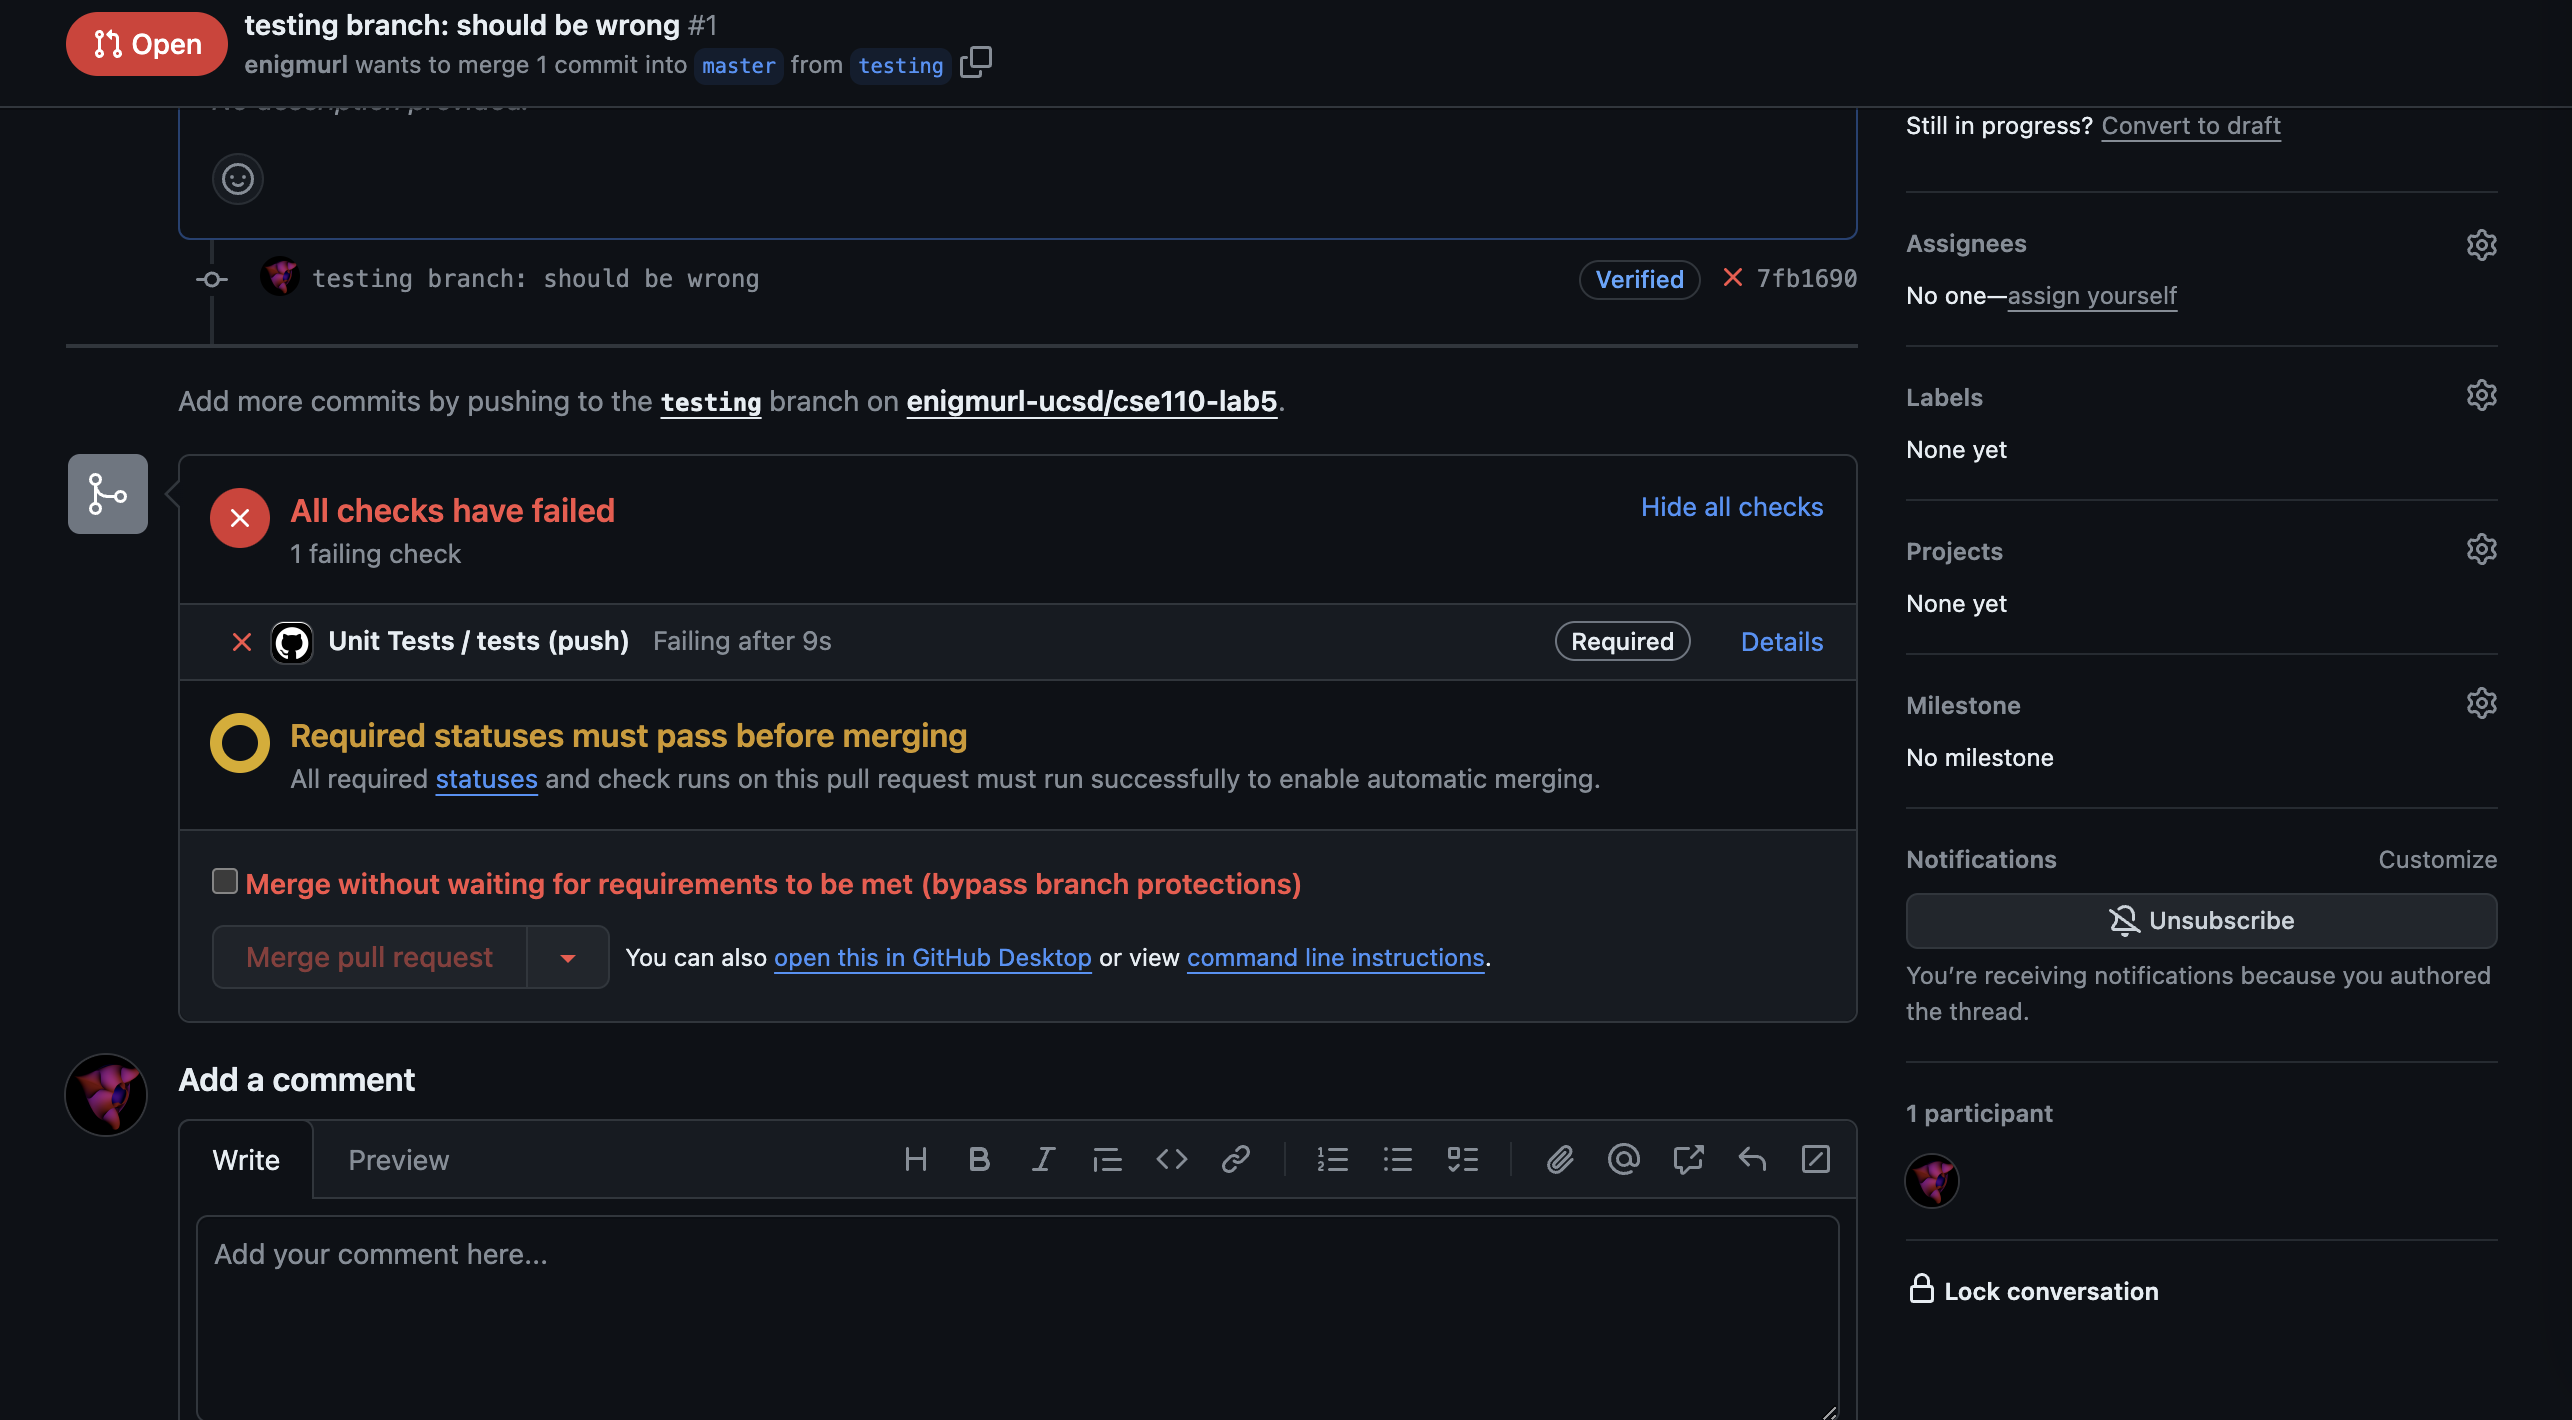 Open
testing branch: should be wrong #1
enigmurl wants to merge 1 commit into master from testing
No description provided.
Still in progress? Convert to draft
Assignees
No one—assign yourself
testing branch: should be wrong
Verified
7fb1690
Labels
None yet
Add more commits by pushing to the testing branch on enigmurl-ucsd/cse110-lab5.
All checks have failed
1 failing check
Hide all checks
Projects
None yet
Unit Tests / tests (push) Failing after 9s
Required
Details
Required statuses must pass before merging
All required statuses and check runs on this pull request must run successfully to enable automatic merging.
Milestone
No milestone
Merge without waiting for requirements to be met (bypass branch protections)
Merge pull request
You can also open this in GitHub Desktop or view command line instructions.
Notifications
Customize
Unsubscribe
You’re receiving notifications because you authored
the thread.
Add a comment
Write
Preview
Add your comment here...
1 participant
Lock conversation